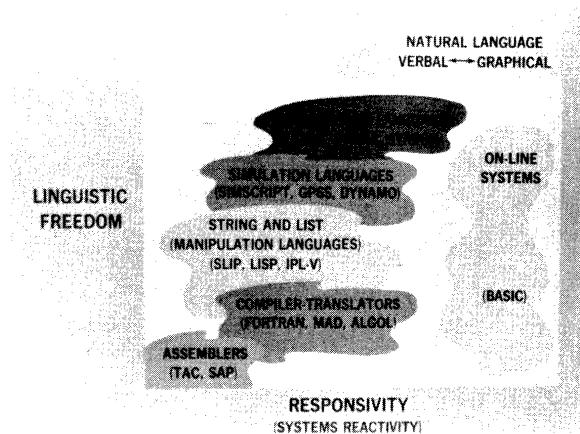 NATURAL LANGUAGE
VERBAL ⟷ GRAPHICAL
SIMULATION LANGUAGES
(SIMSCRIPT, GPSS, DYNAMO)
ON-LINE
SYSTEMS
LINGUISTIC
FREEDOM
STRING AND LIST
(MANIPULATION LANGUAGES)
(SLIP, LISP, IPL-V)
COMPILER-TRANSLATORS
(FORTRAN, MAD, ALGOL)
(BASIC)
ASSEMBLERS
(TAC, SAP)
RESPONSIVITY
(SYSTEMS REACTIVITY)